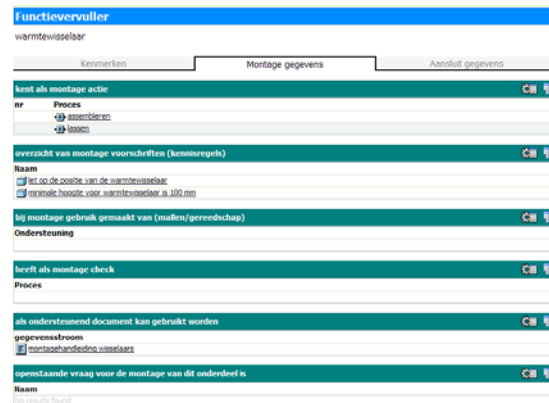 Functievervuller
warmtewisselaar
Kenmerken Montage gegevens Aansluit gegevens
kent als montage actie
nr Proces
assembleren
lassen
overzicht van montage voorschriften (kennisregels)
Naam
let op de positie van de warmtewisselaar
minimale hoogte voor warmtewisselaar is 100 mm
bij montage gebruik gemaakt van (mallen/gereedschap)
Ondersteuning
heeft als montage check
Proces
als ondersteunend document kan gebruikt worden
gegevensstroom
montagehandleiding wisselaars
openstaande vraag voor de montage van dit onderdeel is
Naam
No results found